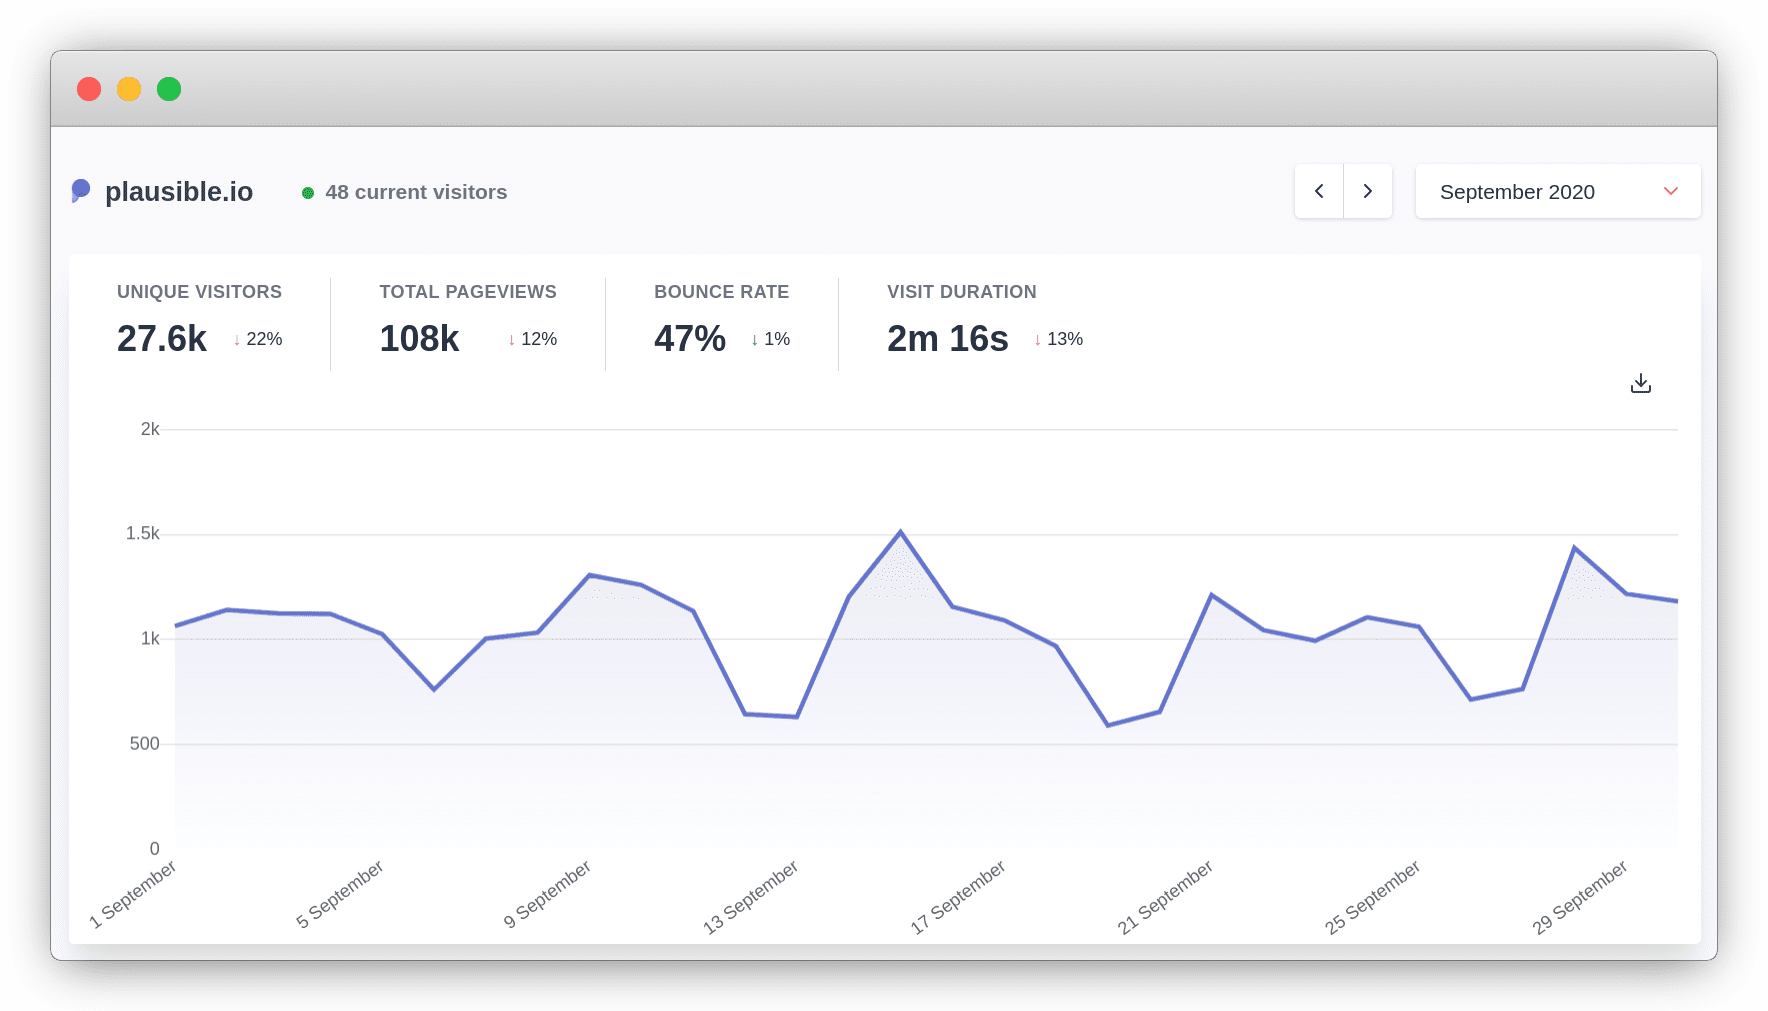 plausible.io
48 current visitors
September 2020
UNIQUE VISITORS
27.6k ↓ 22%
TOTAL PAGEVIEWS
108k ↓ 12%
BOUNCE RATE
47% ↓ 1%
VISIT DURATION
2m 16s ↓ 13%
2k
1.5k
1k
500
0
1 September
5 September
9 September
13 September
17 September
21 September
25 September
29 September